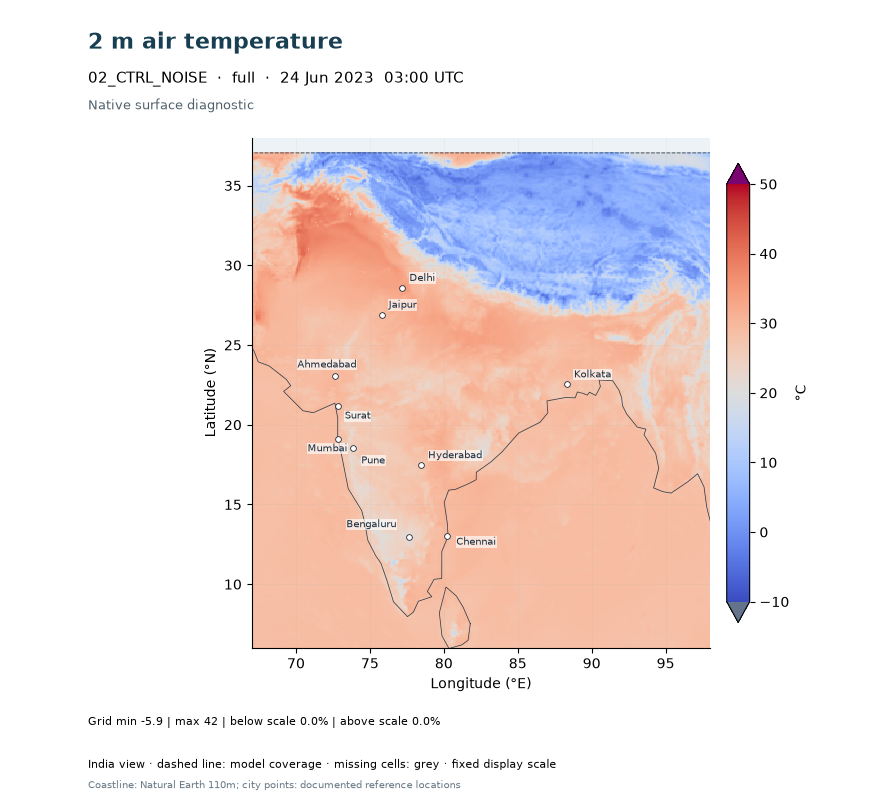 2 m air temperature
02_CTRL_NOISE · full · 24 Jun 2023 03:00 UTC
Native surface diagnostic
35
30
25
20
15
10
Latitude (°N)
Delhi
Jaipur
Ahmedabad
Kolkata
Surat
Mumbai
Pune
Hyderabad
Bengaluru
Chennai
70
75
80
85
90
95
Longitude (°E)
50
40
30
20
10
0
−10
°C
Grid min -5.9 | max 42 | below scale 0.0% | above scale 0.0%
India view · dashed line: model coverage · missing cells: grey · fixed display scale
Coastline: Natural Earth 110m; city points: documented reference locations